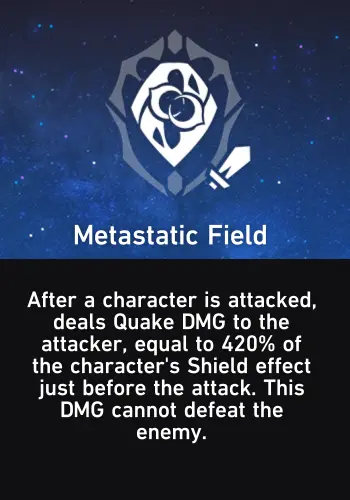 Metastatic Field
After a character is attacked,
deals Quake DMG to the
attacker, equal to 420% of
the character's Shield effect
just before the attack. This
DMG cannot defeat the
enemy.